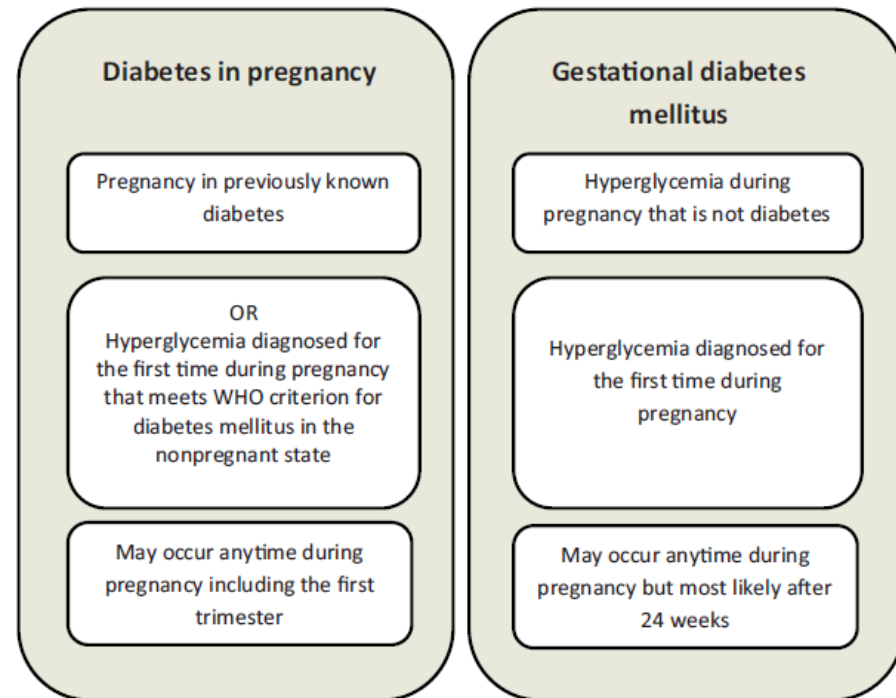 Diabetes in pregnancy
Pregnancy in previously known
diabetes
OR
Hyperglycemia diagnosed for
the first time during pregnancy
that meets WHO criterion for
diabetes mellitus in the
nonpregnant state
May occur anytime during
pregnancy including the first
trimester
Gestational diabetes
mellitus
Hyperglycemia during
pregnancy that is not diabetes
Hyperglycemia diagnosed for
the first time during
pregnancy
May occur anytime during
pregnancy but most likely after
24 weeks